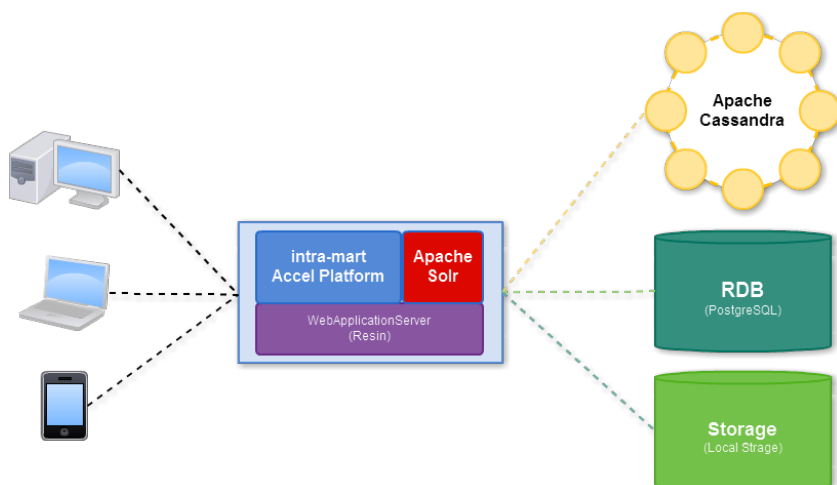 Apache
Cassandra
intra-mart
Accel Platform
Apache
Solr
WebApplicationServer
(Resin)
RDB
(PostgreSQL)
Storage
(Local Strage)